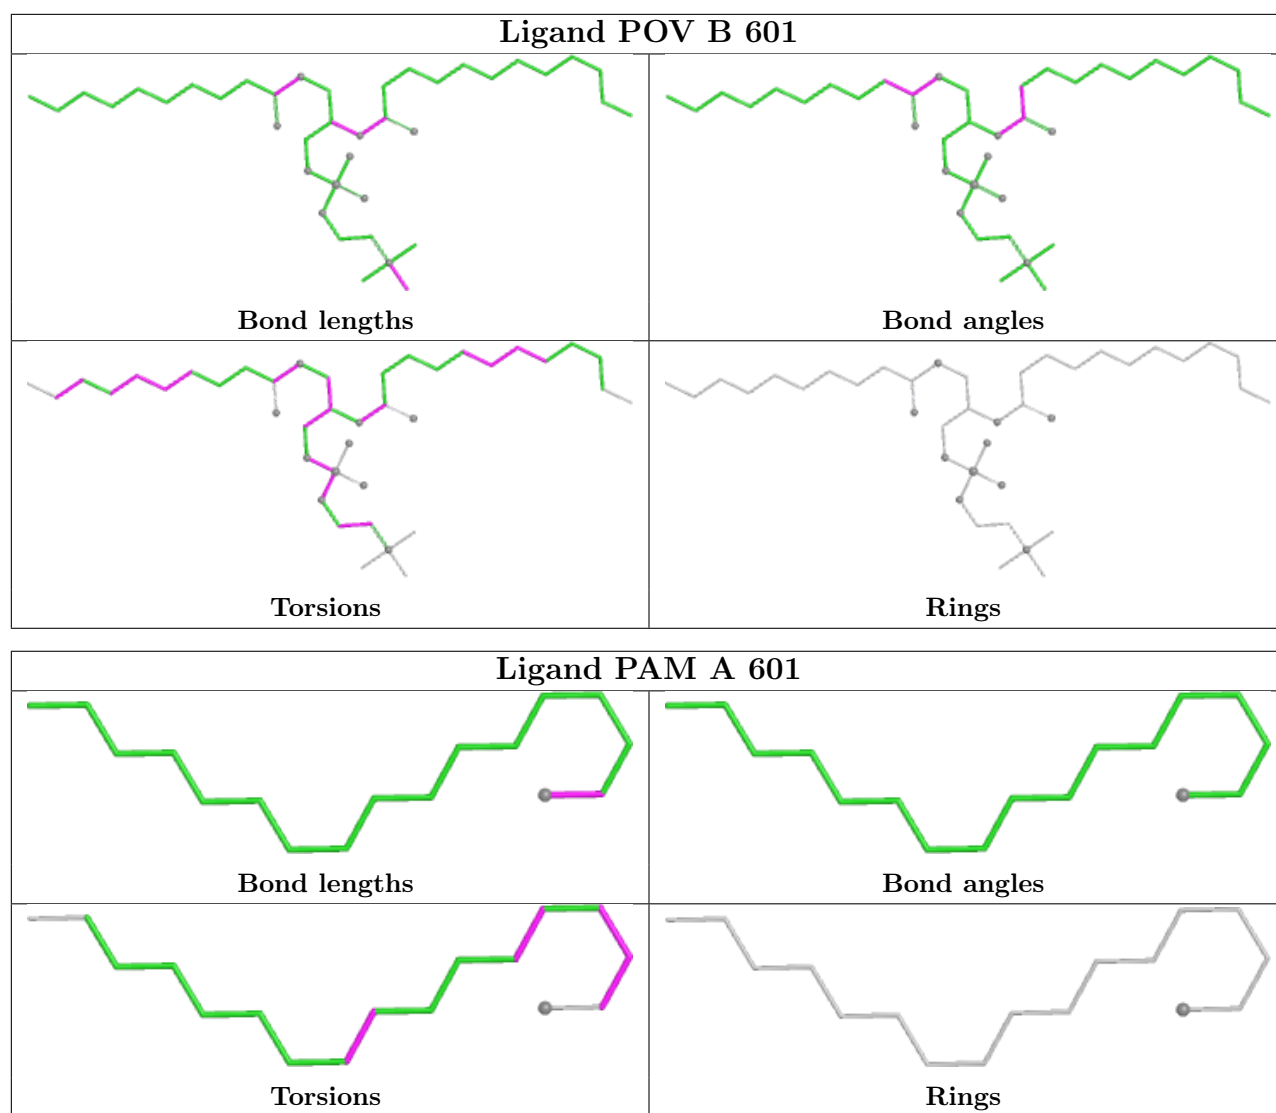 Ligand POV B 601
Bond lengths
Bond angles
Torsions
Rings
Ligand PAM A 601
Bond lengths
Bond angles
Torsions
Rings